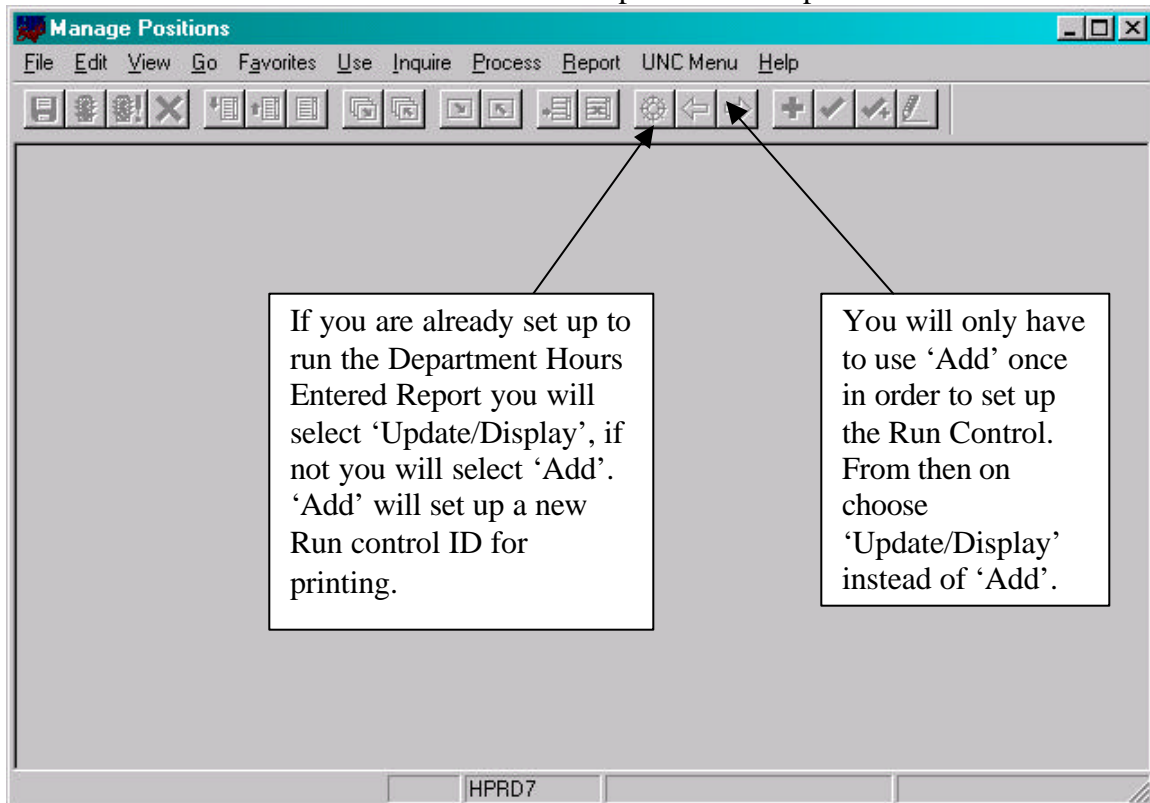 Manage Positions
File Edit View Go Favorites Use Inquire Process Report UNC Menu Help
If you are already set up to
run the Department Hours
Entered Report you will
select ‘Update/Display’, if
not you will select ‘Add’.
‘Add’ will set up a new
Run control ID for
printing.
You will only have
to use ‘Add’ once
in order to set up
the Run Control.
From then on
choose
‘Update/Display’
instead of ‘Add’.
HPRD7